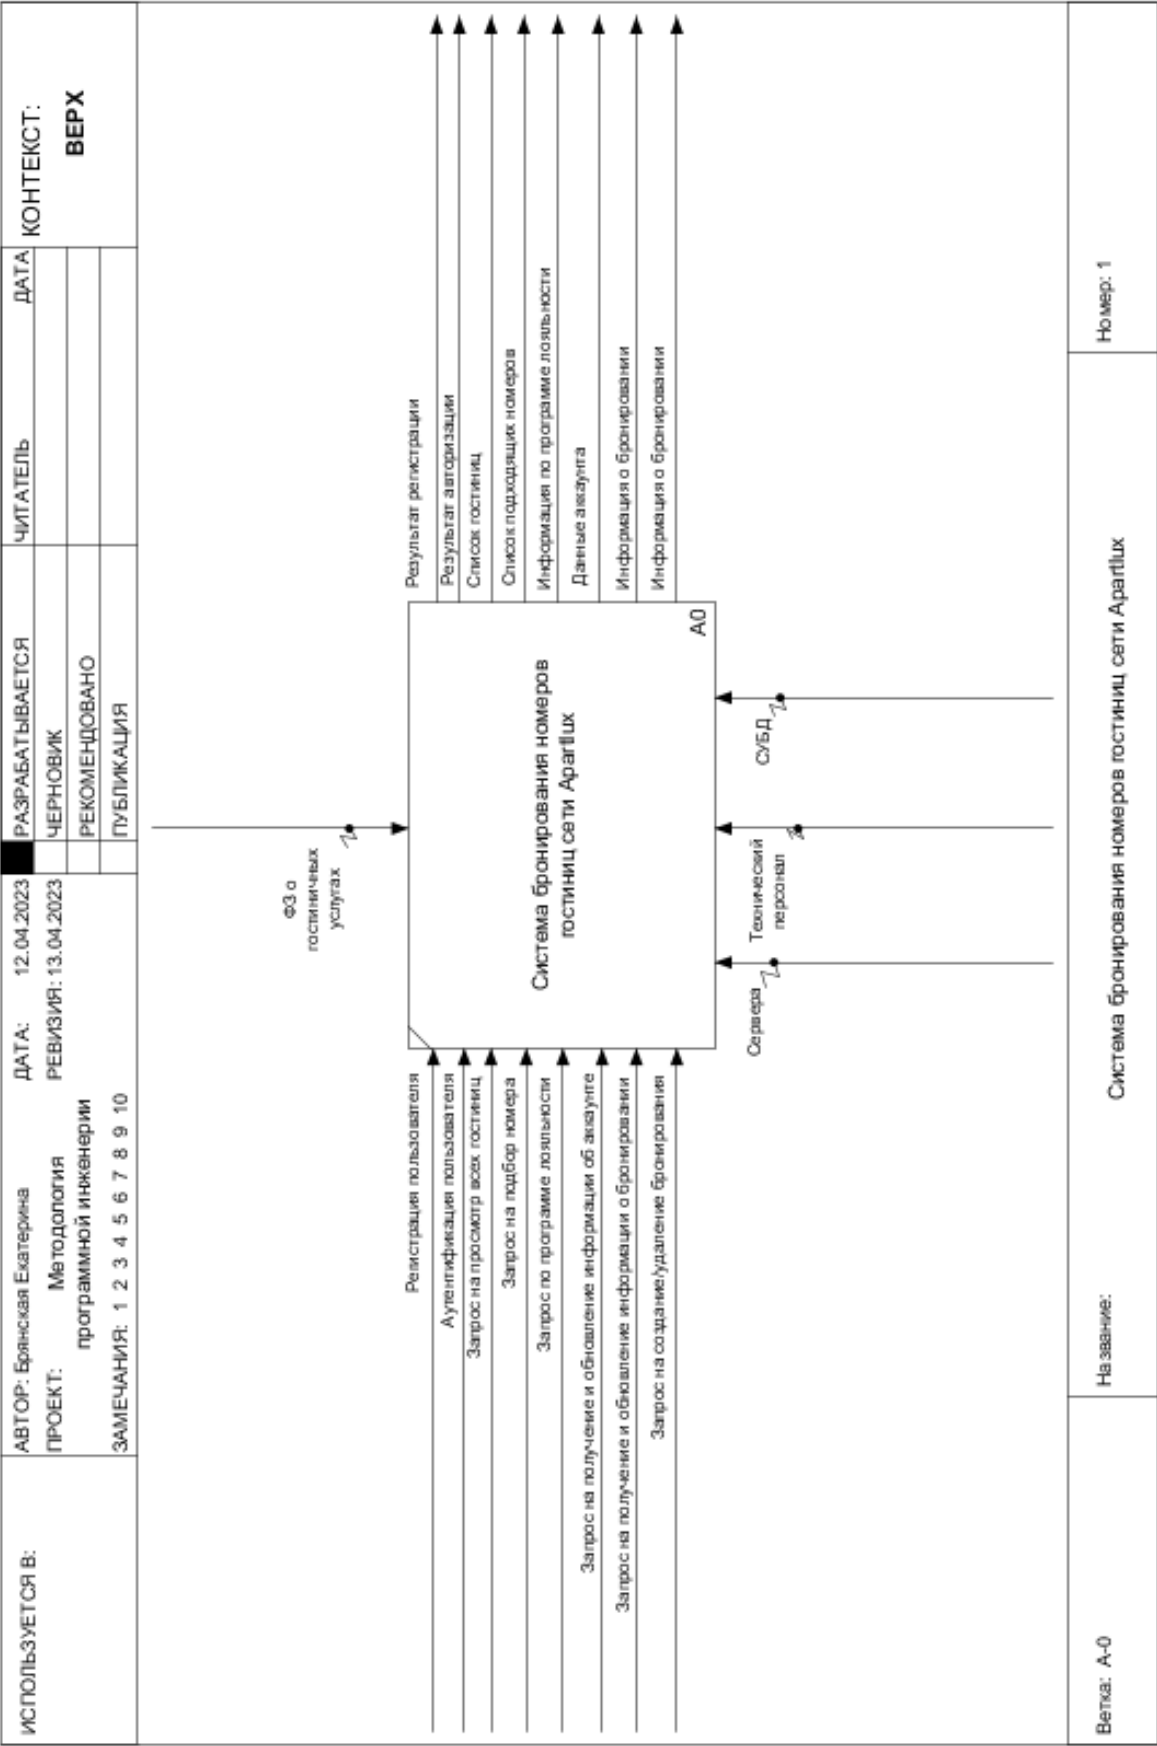 ИСПОЛЬЗУЕТСЯ В:
АВТОР: Брянская Екатерина
ДАТА: 12.04.2023
ПРОЕКТ: Методология
программной инженерии
РЕВИЗИЯ: 13.04.2023
ЗАМЕЧАНИЯ: 1 2 3 4 5 6 7 8 9 10
РАЗРАБАТЫВАЕТСЯ
ЧЕРНОВИК
РЕКОМЕНДОВАНО
ПУБЛИКАЦИЯ
ЧИТАТЕЛЬ
ДАТА
КОНТЕКСТ:
ВЕРХ
ФЗ о
гостиничных
услугах
Регистрация пользователя
Аутентификация пользователя
Запрос на просмотр всех гостиниц
Запрос на подбор номера
Запрос по программе лояльности
Запрос на получение и обновление информации об аккаунте
Запрос на получение и обновление информации о бронировании
Запрос на создание/удаление бронирования
Система бронирования номеров
гостиниц сети Apartlux
A0
Результат регистрации
Результат авторизации
Список гостиниц
Список подходящих номеров
Информация по программе лояльности
Данные аккаунта
Информация о бронировании
Информация о бронировании
Сервера
Технический
персонал
СУБД
Ветка: A-0
Название:
Система бронирования номеров гостиниц сети Apartlux
Номер: 1